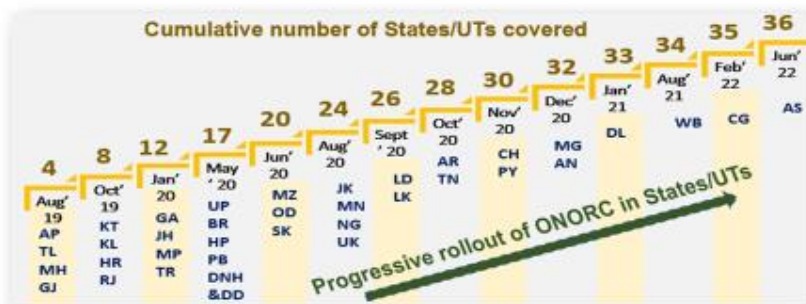 Cumulative number of States/UTs covered
4
Aug'
19
AP
TL
MH
GJ
8
Oct'
19
KT
KL
HR
RJ
12
Jan'
20
GA
JH
MP
TR
17
May
' 20
UP
BR
HP
PB
DNH
&DD
20
Jun'
20
MZ
OD
SK
24
Aug'
20
JK
MN
NG
UK
26
Sept
' 20
LD
LK
28
Oct'
20
AR
TN
30
Nov'
20
CH
PY
32
Dec'
20
MG
AN
33
Jan'
21
DL
34
Aug'
21
WB
35
Feb'
22
CG
36
Jun'
22
AS
Progressive rollout of ONORC in States/UTs